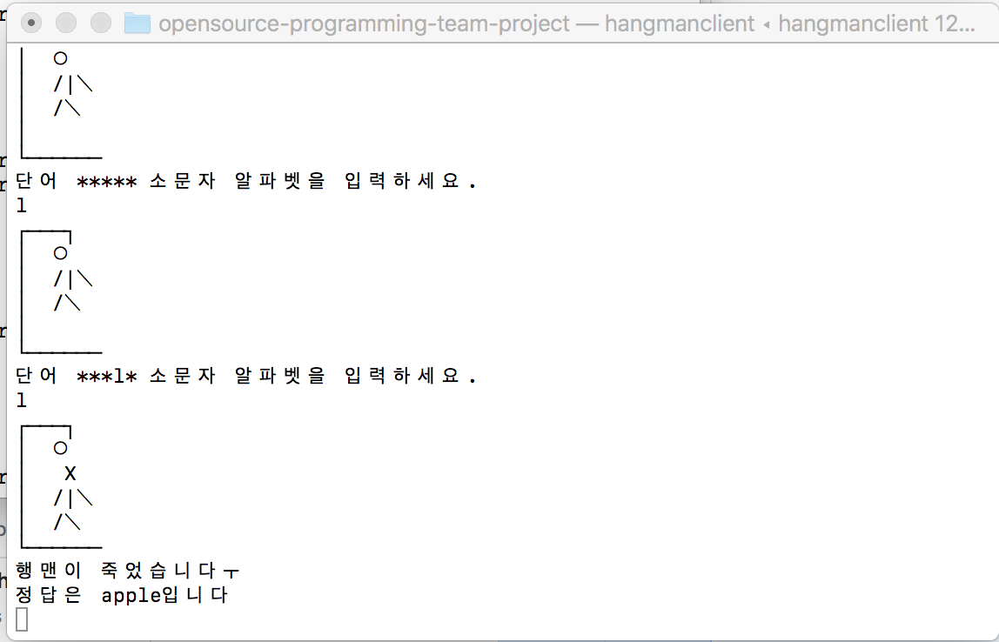 opensource-programming-team-project — hangmanclient ◂ hangmanclient 12...
│  ○
│  /|＼
│  /＼
│
└──────
단어 ***** 소문자 알파벳을 입력하세요.
l
┌───┐
│  ○
│  /|＼
│  /＼
│
└──────
단어 ***l* 소문자 알파벳을 입력하세요.
l
┌───┐
│  ○
│   X
│  /|＼
│  /＼
└──────
행맨이 죽었습니다ㅜ
정답은 apple입니다